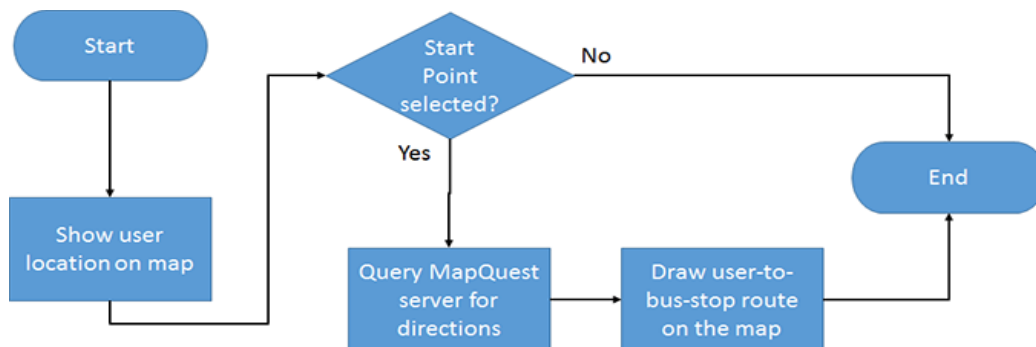 Start
Show user
location on map
Start
Point
selected?
No
Yes
Query MapQuest
server for
directions
Draw user-to-
bus-stop route
on the map
End